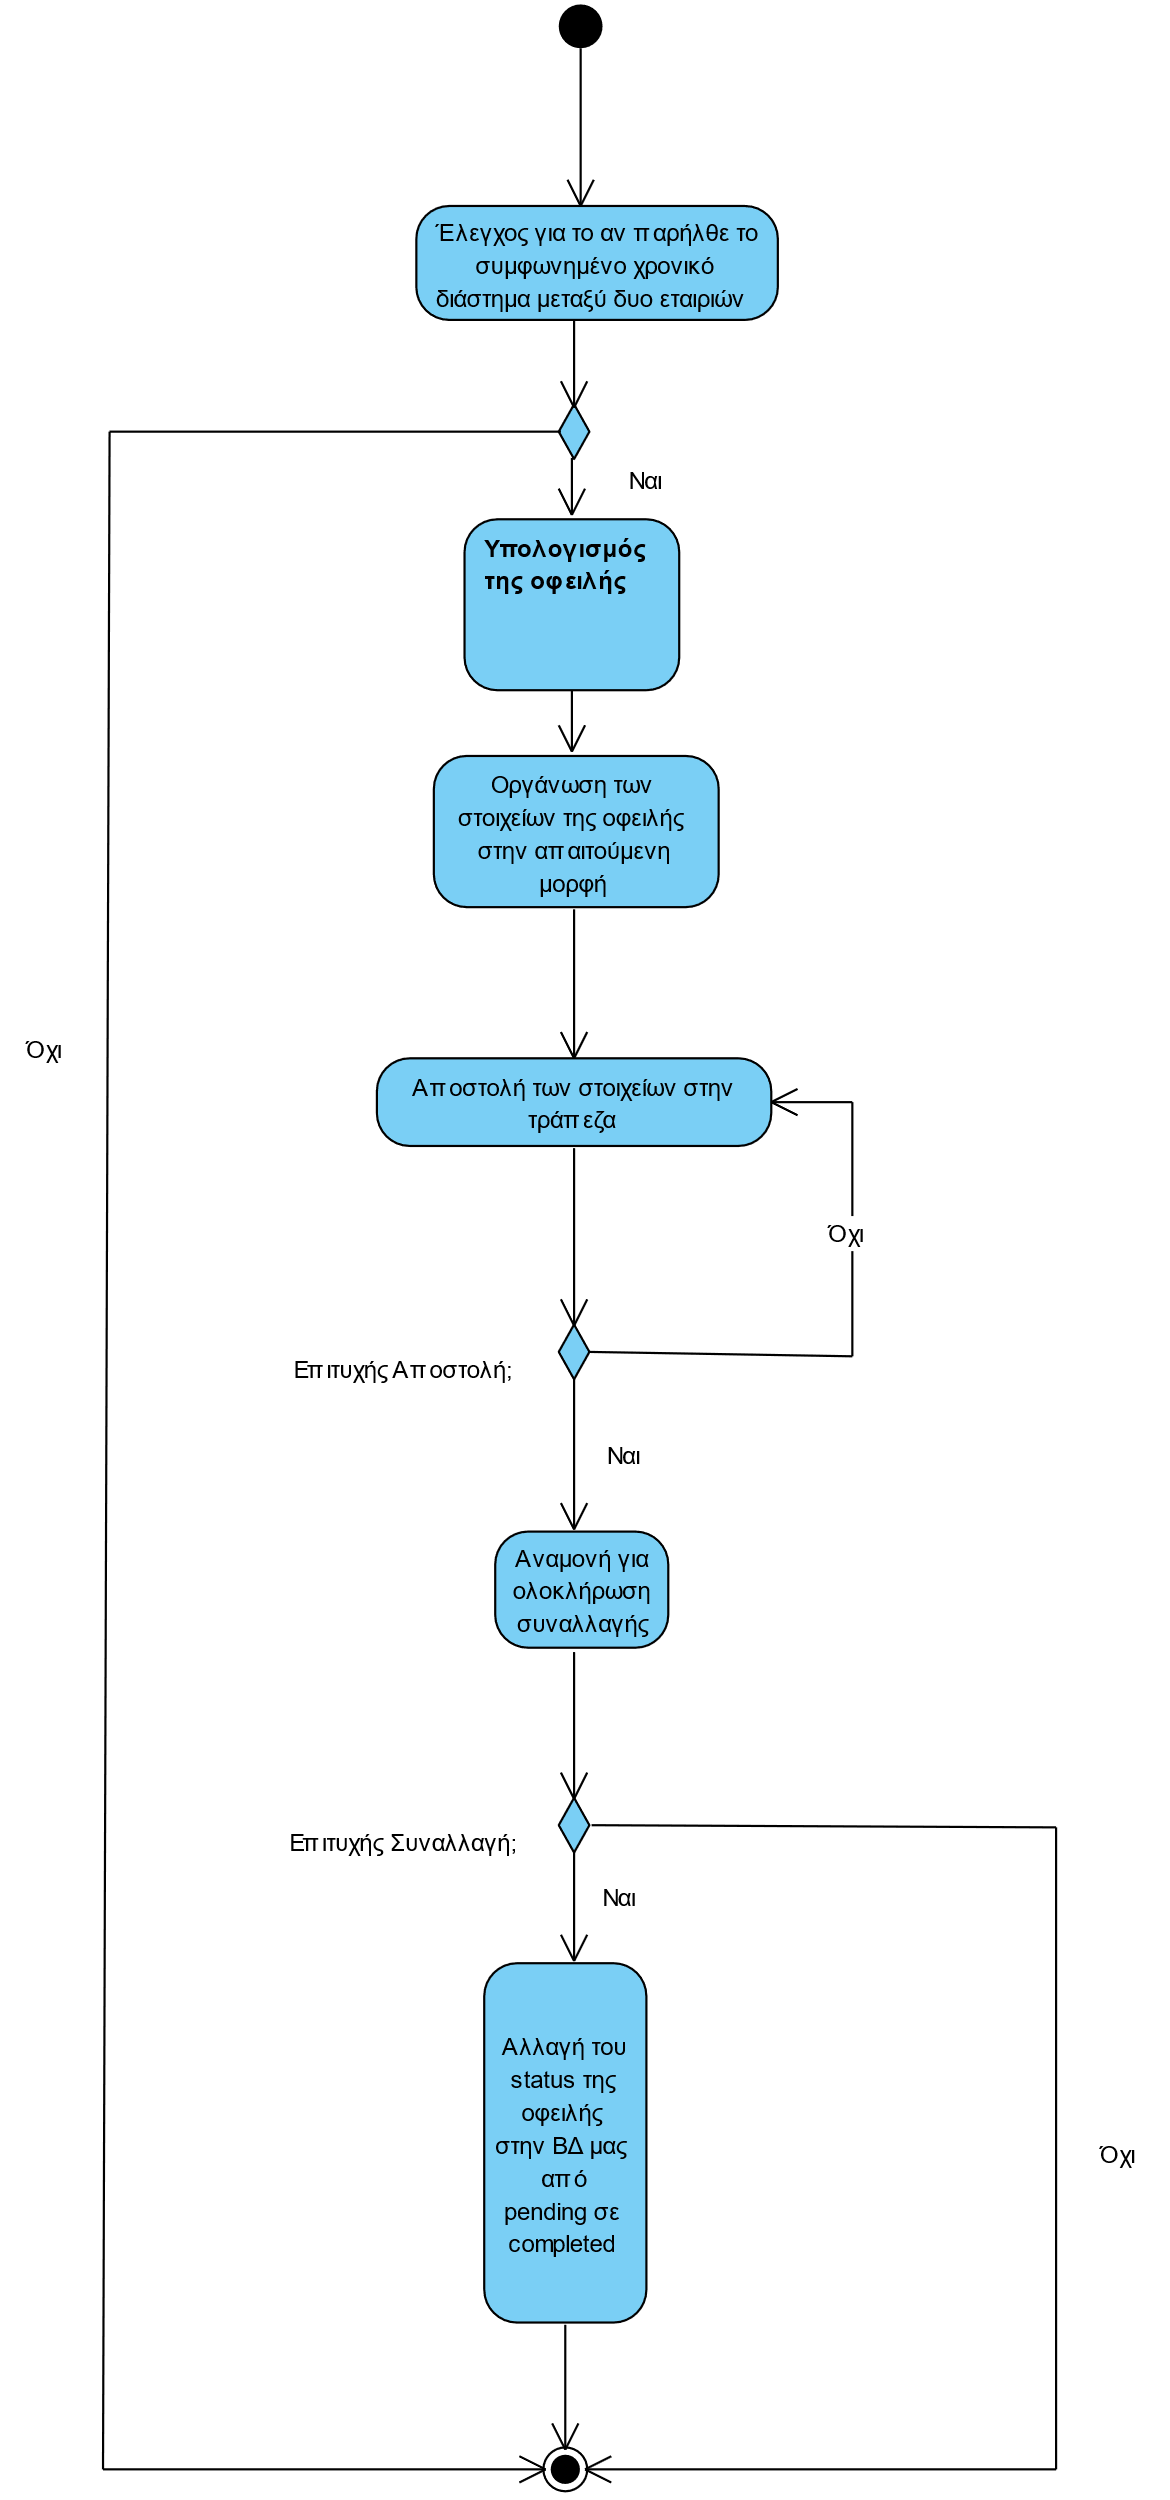 Έλεγχος για το αν παρήλθε το
συμφωνημένο χρονικό
διάστημα μεταξύ δυο εταιριών
Ναι
Υπολογισμός
της οφειλής
Οργάνωση των
στοιχείων της οφειλής
στην απαιτούμενη
μορφή
Όχι
Αποστολή των στοιχείων στην
τράπεζα
Όχι
Επιτυχής Αποστολή;
Ναι
Αναμονή για
ολοκλήρωση
συναλλαγής
Επιτυχής Συναλλαγή;
Ναι
Αλλαγή του
status της
οφειλής
στην ΒΔ μας
από
pending σε
completed
Όχι